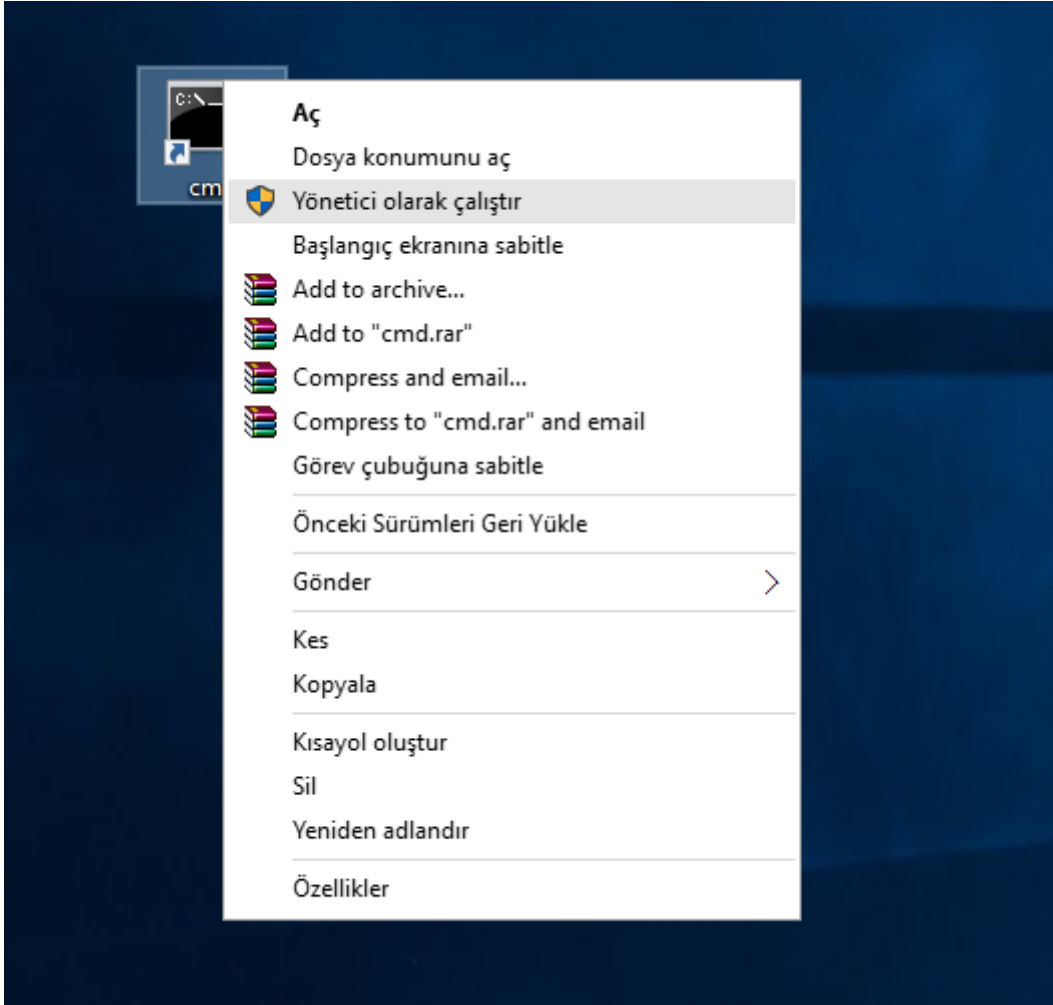 C:\
cm
Aç
Dosya konumunu aç
Yönetici olarak çalıştır
Başlangıç ekranına sabitle
Add to archive...
Add to "cmd.rar"
Compress and email...
Compress to "cmd.rar" and email
Görev çubuğuna sabitle
Önceki Sürümleri Geri Yükle
Gönder
Kes
Kopyala
Kısayol oluştur
Sil
Yeniden adlandır
Özellikler